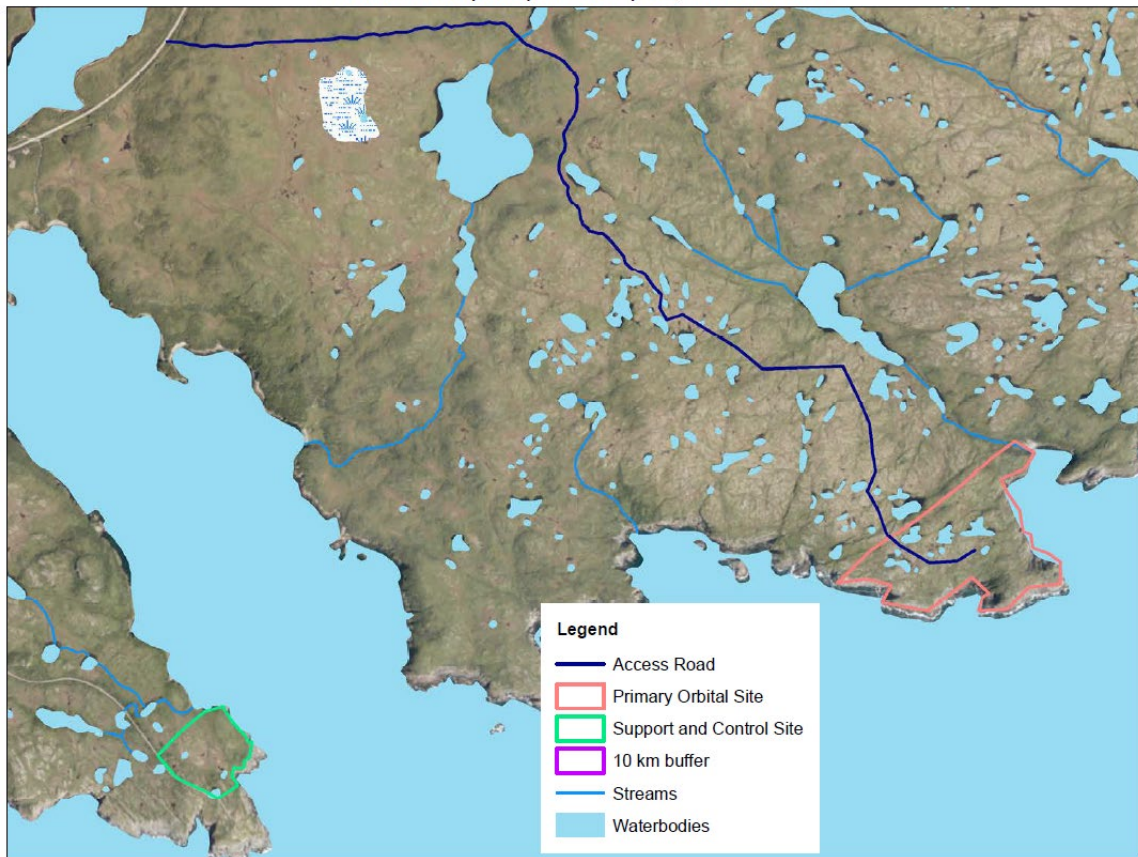 Legend
Access Road
Primary Orbital Site
Support and Control Site
10 km buffer
Streams
Waterbodies